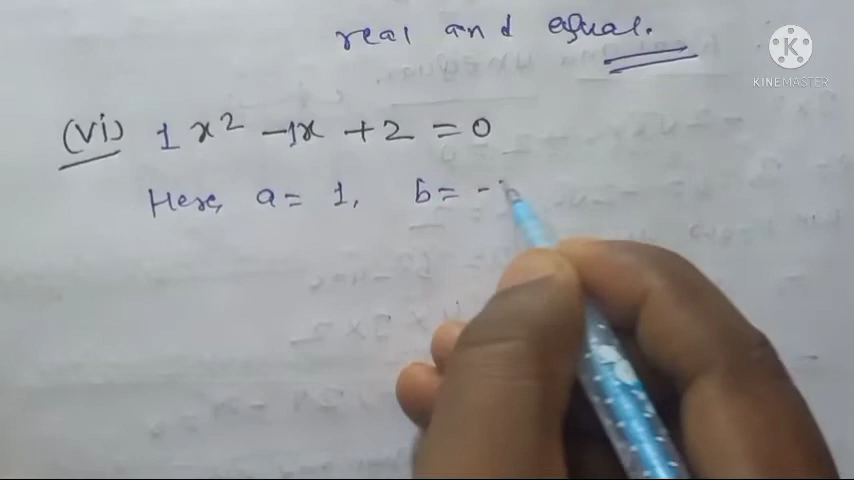 real and equal.
KINEMASTER
(vi) 1x² -1x +2 =0
Here, a= 1, b= -